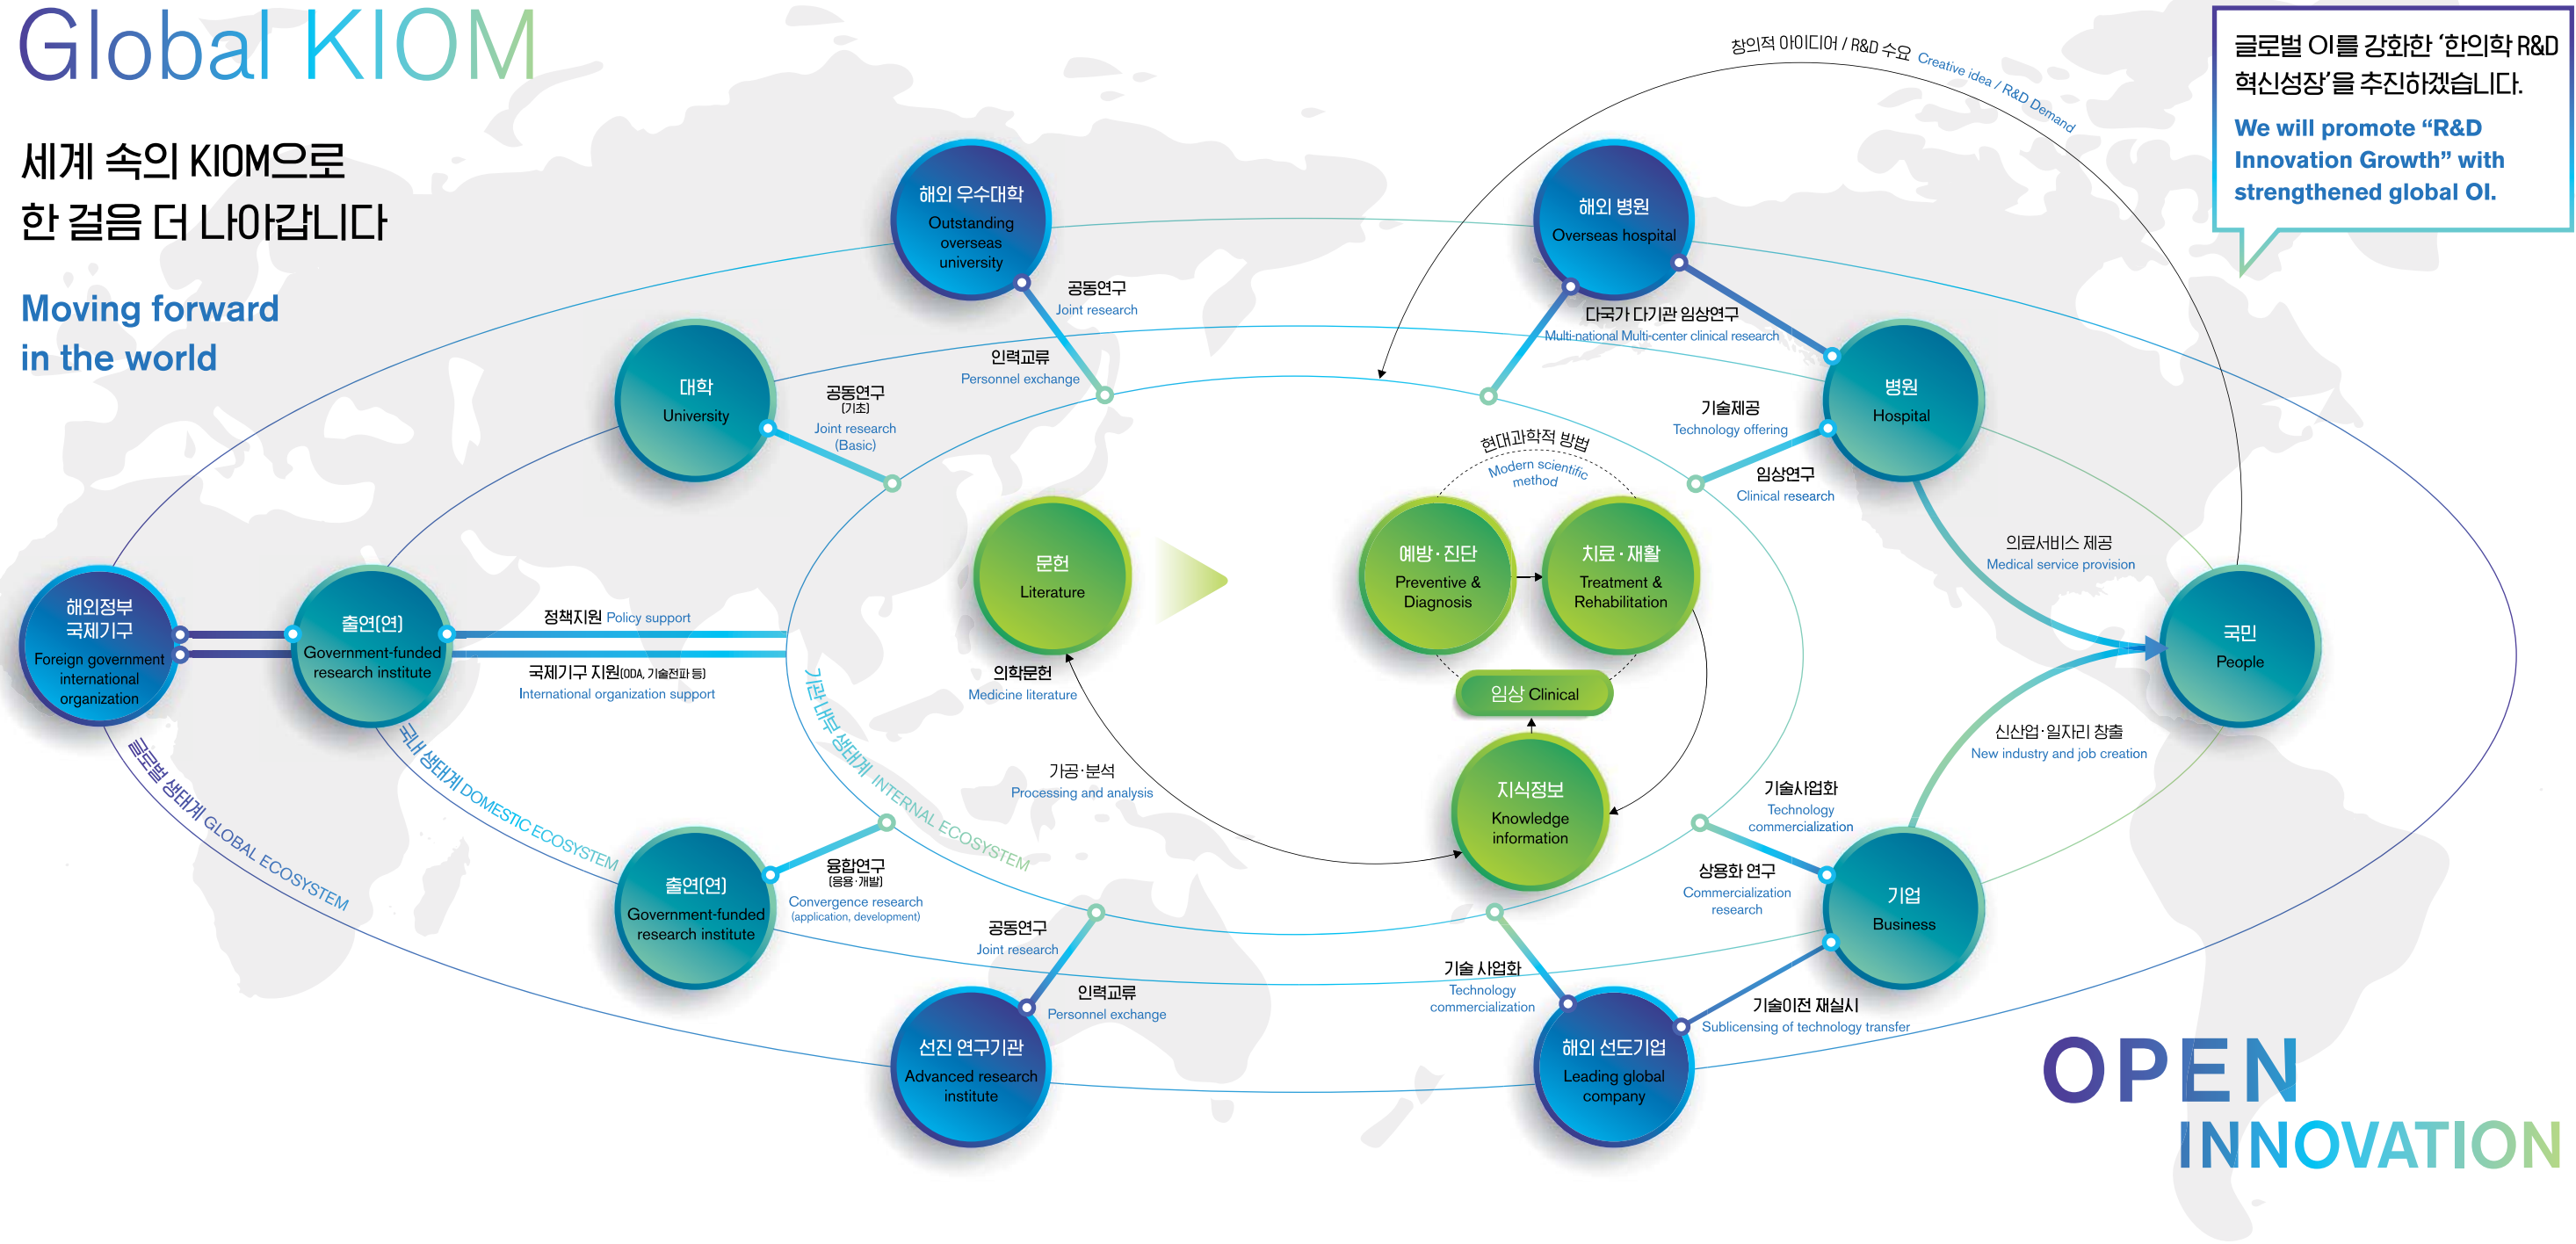 Global KIOM
세계 속의 KIOM으로
한 걸음 더 나아갑니다
Moving forward
in the world
글로벌 OI를 강화한 ‘한의학 R&D
혁신성장’을 추진하겠습니다.
We will promote “R&D
Innovation Growth” with
strengthened global OI.
창의적 아이디어 / R&D 수요 Creative idea / R&D Demand
해외 우수대학
Outstanding
overseas
university
공동연구
Joint research
인력교류
Personnel exchange
해외 병원
Overseas hospital
다국가 다기관 임상연구
Multi-national Multi-center clinical research
대학
University
공동연구
(기초)
Joint research
(Basic)
병원
Hospital
기술제공
Technology offering
임상연구
Clinical research
현대과학적 방법
Modern scientific
method
문헌
Literature
예방·진단
Preventive &
Diagnosis
치료·재활
Treatment &
Rehabilitation
의료서비스 제공
Medical service provision
해외정부
국제기구
Foreign government
international
organization
출연(연)
Government-funded
research institute
정책지원 Policy support
국제기구 지원(ODA, 기술전파 등)
International organization support
의학문헌
Medicine literature
임상 Clinical
국민
People
가공·분석
Processing and analysis
지식정보
Knowledge
information
신산업·일자리 창출
New industry and job creation
글로벌 생태계 GLOBAL ECOSYSTEM
국내 생태계 DOMESTIC ECOSYSTEM
기관 내부 생태계 INTERNAL ECOSYSTEM
출연(연)
Government-funded
research institute
융합연구
(응용·개발)
Convergence research
(application, development)
기술사업화
Technology
commercialization
상용화 연구
Commercialization
research
기업
Business
공동연구
Joint research
인력교류
Personnel exchange
선진 연구기관
Advanced research
institute
기술 사업화
Technology
commercialization
기술이전 재실시
Sublicensing of technology transfer
해외 선도기업
Leading global
company
OPEN
INNOVATION